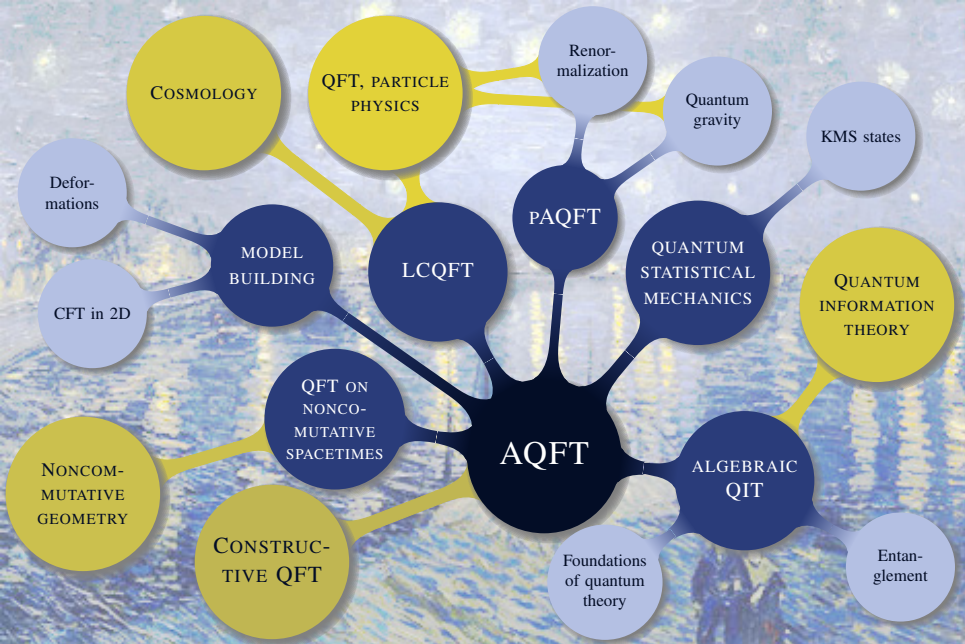 COSMOLOGY
QFT, PARTICLE
PHYSICS
Renor-
malization
Quantum
gravity
KMS states
Defor-
mations
MODEL
BUILDING
LCQFT
PAQFT
QUANTUM
STATISTICAL
MECHANICS
QUANTUM
INFORMATION
THEORY
CFT in 2D
QFT ON
NONCO-
MUTATIVE
SPACETIMES
AQFT
ALGEBRAIC
QIT
NONCOM-
MUTATIVE
GEOMETRY
CONSTRUC-
TIVE QFT
Foundations
of quantum
theory
Entan-
glement